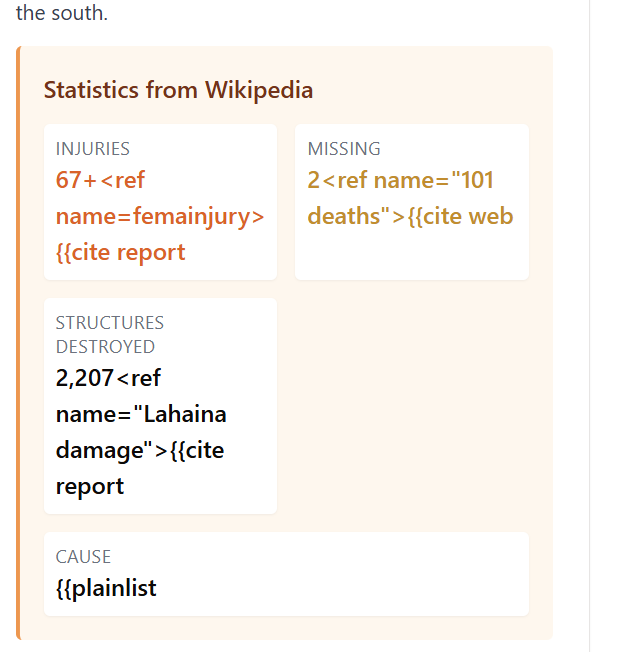 the south.
Statistics from Wikipedia
INJURIES
67+<ref
name=femainjury>
{{cite report
MISSING
2<ref name="101
deaths">{{cite web
STRUCTURES
DESTROYED
2,207<ref
name="Lahaina
damage">{{cite
report
CAUSE
{{plainlist